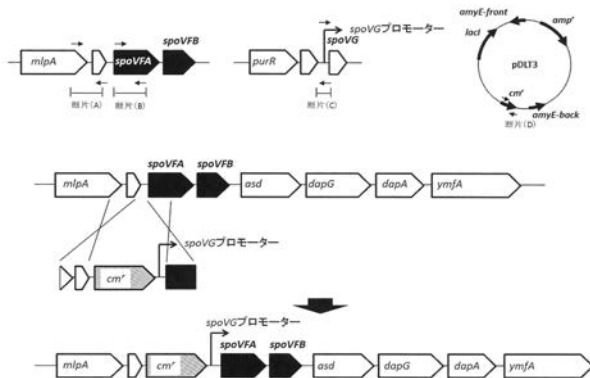 spoVFB
spoVFA
mlpA
断片(A)
断片(B)
spoVGプロモーター
spoVG
purR
断片(C)
amyE-front
lacI
amp^r
pDLT3
cm^r
断片(D)
amyE-back
spoVFA
spoVFB
mlpA
asd
dapG
dapA
ymfA
spoVGプロモーター
cm^r
spoVGプロモーター
spoVFA
spoVFB
mlpA
cm^r
asd
dapG
dapA
ymfA